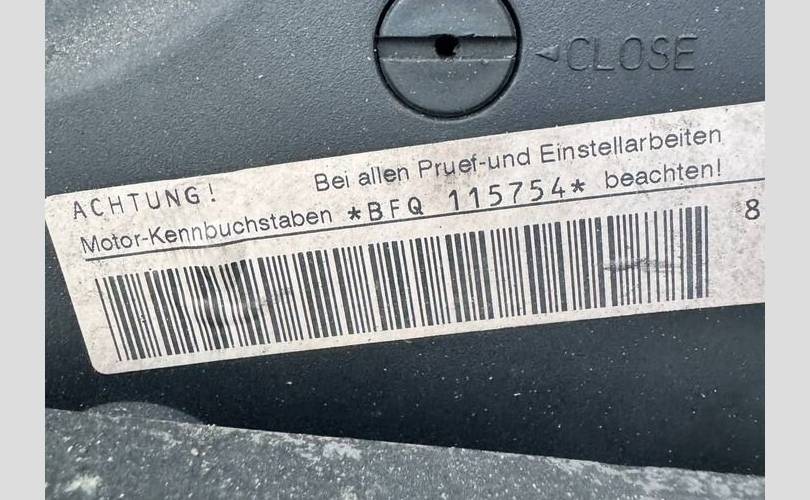 CLOSE
ACHTUNG! Bei allen Pruef-und Einstellarbeiten
Motor-Kennbuchstaben *BFQ 115754* beachten!
8